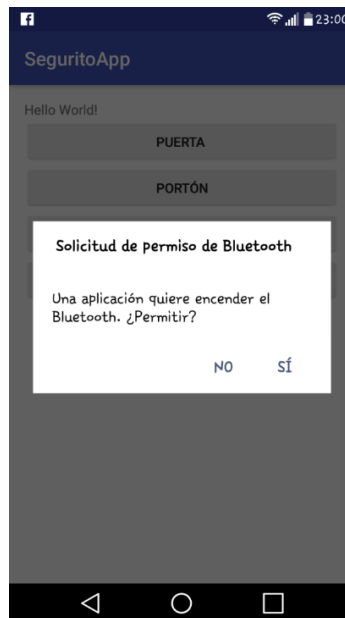 23:00
SeguritoApp
Hello World!
PUERTA
PORTÓN
Solicitud de permiso de Bluetooth
Una aplicación quiere encender el
Bluetooth. ¿Permitir?
NO SÍ